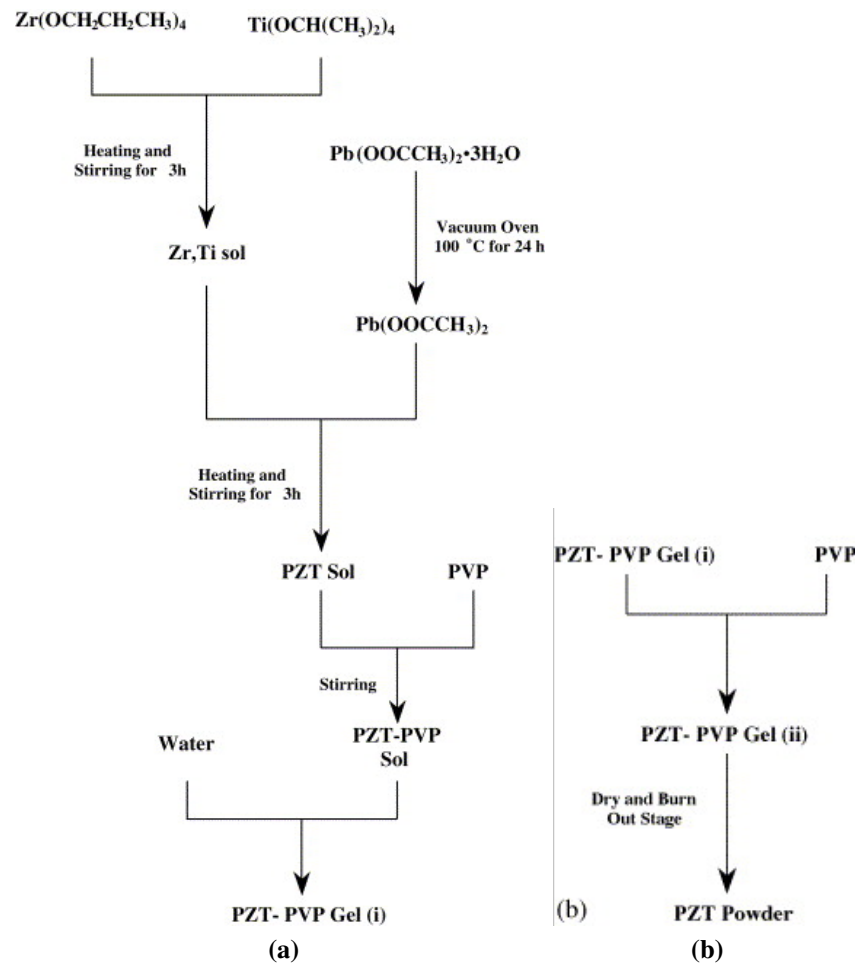 Zr(OCH₂CH₂CH₃)₄
Ti(OCH(CH₃)₂)₄
Heating and
Stirring for 3h
Pb(OOCCH₃)₂•3H₂O
Vacuum Oven
100 °C for 24 h
Zr,Ti sol
Pb(OOCCH₃)₂
Heating and
Stirring for 3h
PZT Sol
PVP
Stirring
Water
PZT-PVP
Sol
PZT- PVP Gel (i)
(a)
PZT- PVP Gel (i)
PVP
PZT- PVP Gel (ii)
Dry and Burn
Out Stage
PZT Powder
(b)
(b)